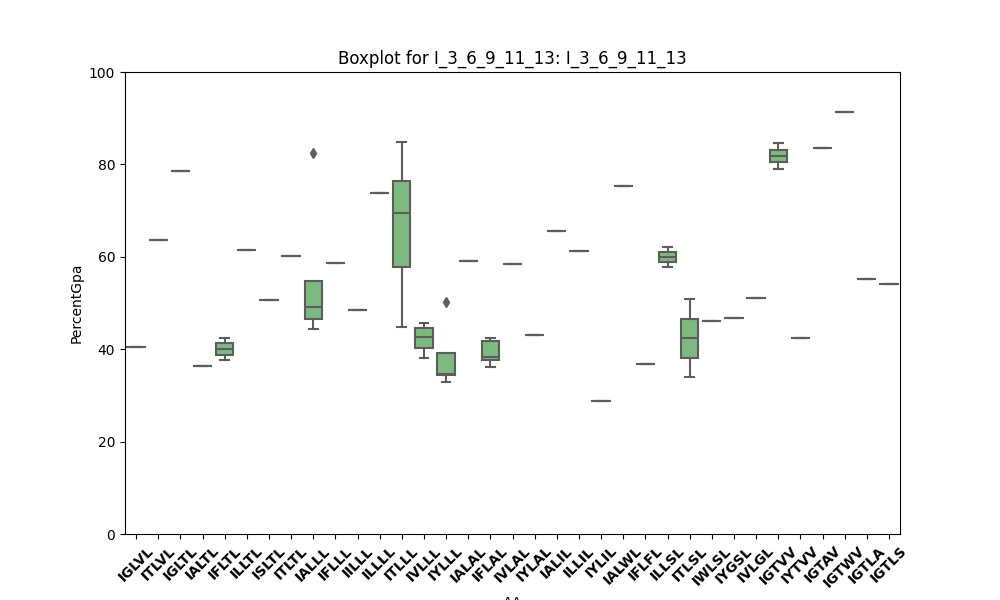 Boxplot for I_3_6_9_11_13: I_3_6_9_11_13
PercentGpa
100
80
60
40
20
0
IGLVL
ITLVL
IGLTL
IALTL
IFLTL
ILLTL
ISLTL
ITLTL
IALLL
IFLLL
IILLL
ILLLL
ITLLL
IVLLL
IYLLL
IALAL
IFLAL
IVLAL
IYLAL
IALIL
ILLIL
IYLIL
IALWL
IFLFL
ILLSL
ITLSL
IWLSL
IYGSL
IVLGL
IGTVV
IYTVV
IGTAV
IGTWV
IGTLA
IGTLS